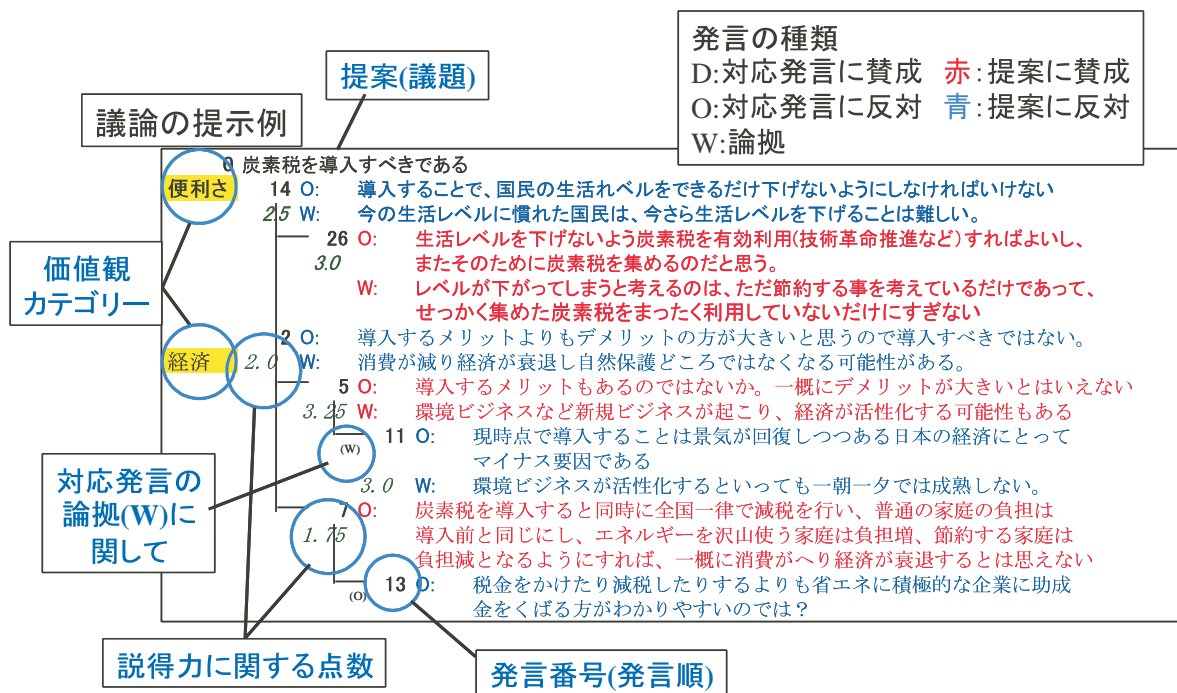 発言の種類
D:対応発言に賛成 赤:提案に賛成
O:対応発言に反対 青:提案に反対
W:論拠
提案(議題)
議論の提示例
0 炭素税を導入すべきである
便利さ 14 O: 導入することで、国民の生活れベルをできるだけ下げないようにしなければいけない
2.5 W: 今の生活レベルに慣れた国民は、今さら生活レベルを下げることは難しい。
26 O: 生活レベルを下げないよう炭素税を有効利用(技術革命推進など)すればよいし、
3.0 またそのために炭素税を集めるのだと思う。
W: レベルが下がってしまうと考えるのは、ただ節約する事を考えているだけであって、
せっかく集めた炭素税をまったく利用していないだけにすぎない
価値観
カテゴリー
2 O: 導入するメリットよりもデメリットの方が大きいと思うので導入すべきではない。
経済 2.0 W: 消費が減り経済が衰退し自然保護どころではなくなる可能性がある。
5 O: 導入するメリットもあるのではないか。一概にデメリットが大きいとはいえない
3.25 W: 環境ビジネスなど新規ビジネスが起こり、経済が活性化する可能性もある
(W) 11 O: 現時点で導入することは景気が回復しつつある日本の経済にとって
マイナス要因である
3.0 W: 環境ビジネスが活性化するといっても一朝一夕では成熟しない。
対応発言の
論拠(W)に
関して
7 O: 炭素税を導入すると同時に全国一律で減税を行い、普通の家庭の負担は
1.75 導入前と同じにし、エネルギーを沢山使う家庭は負担増、節約する家庭は
負担減となるようにすれば、一概に消費がへり経済が衰退するとは思えない
(O) 13 O: 税金をかけたり減税したりするよりも省エネに積極的な企業に助成
金をくばる方がわかりやすいのでは?
説得力に関する点数
発言番号(発言順)